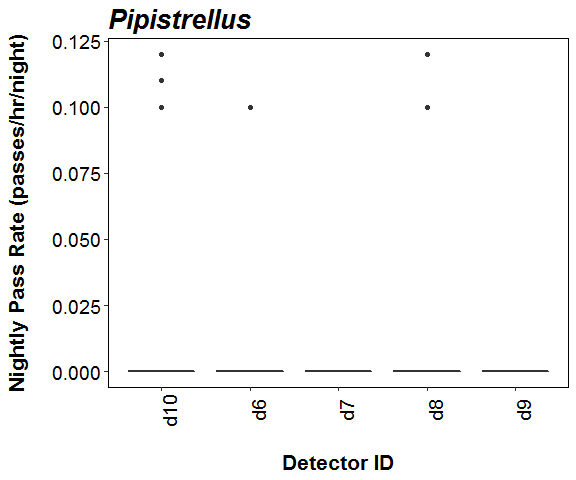 Pipistrellus
Nightly Pass Rate (passes/hr/night)
0.125
0.100
0.075
0.050
0.025
0.000
d10
d6
d7
d8
d9
Detector ID